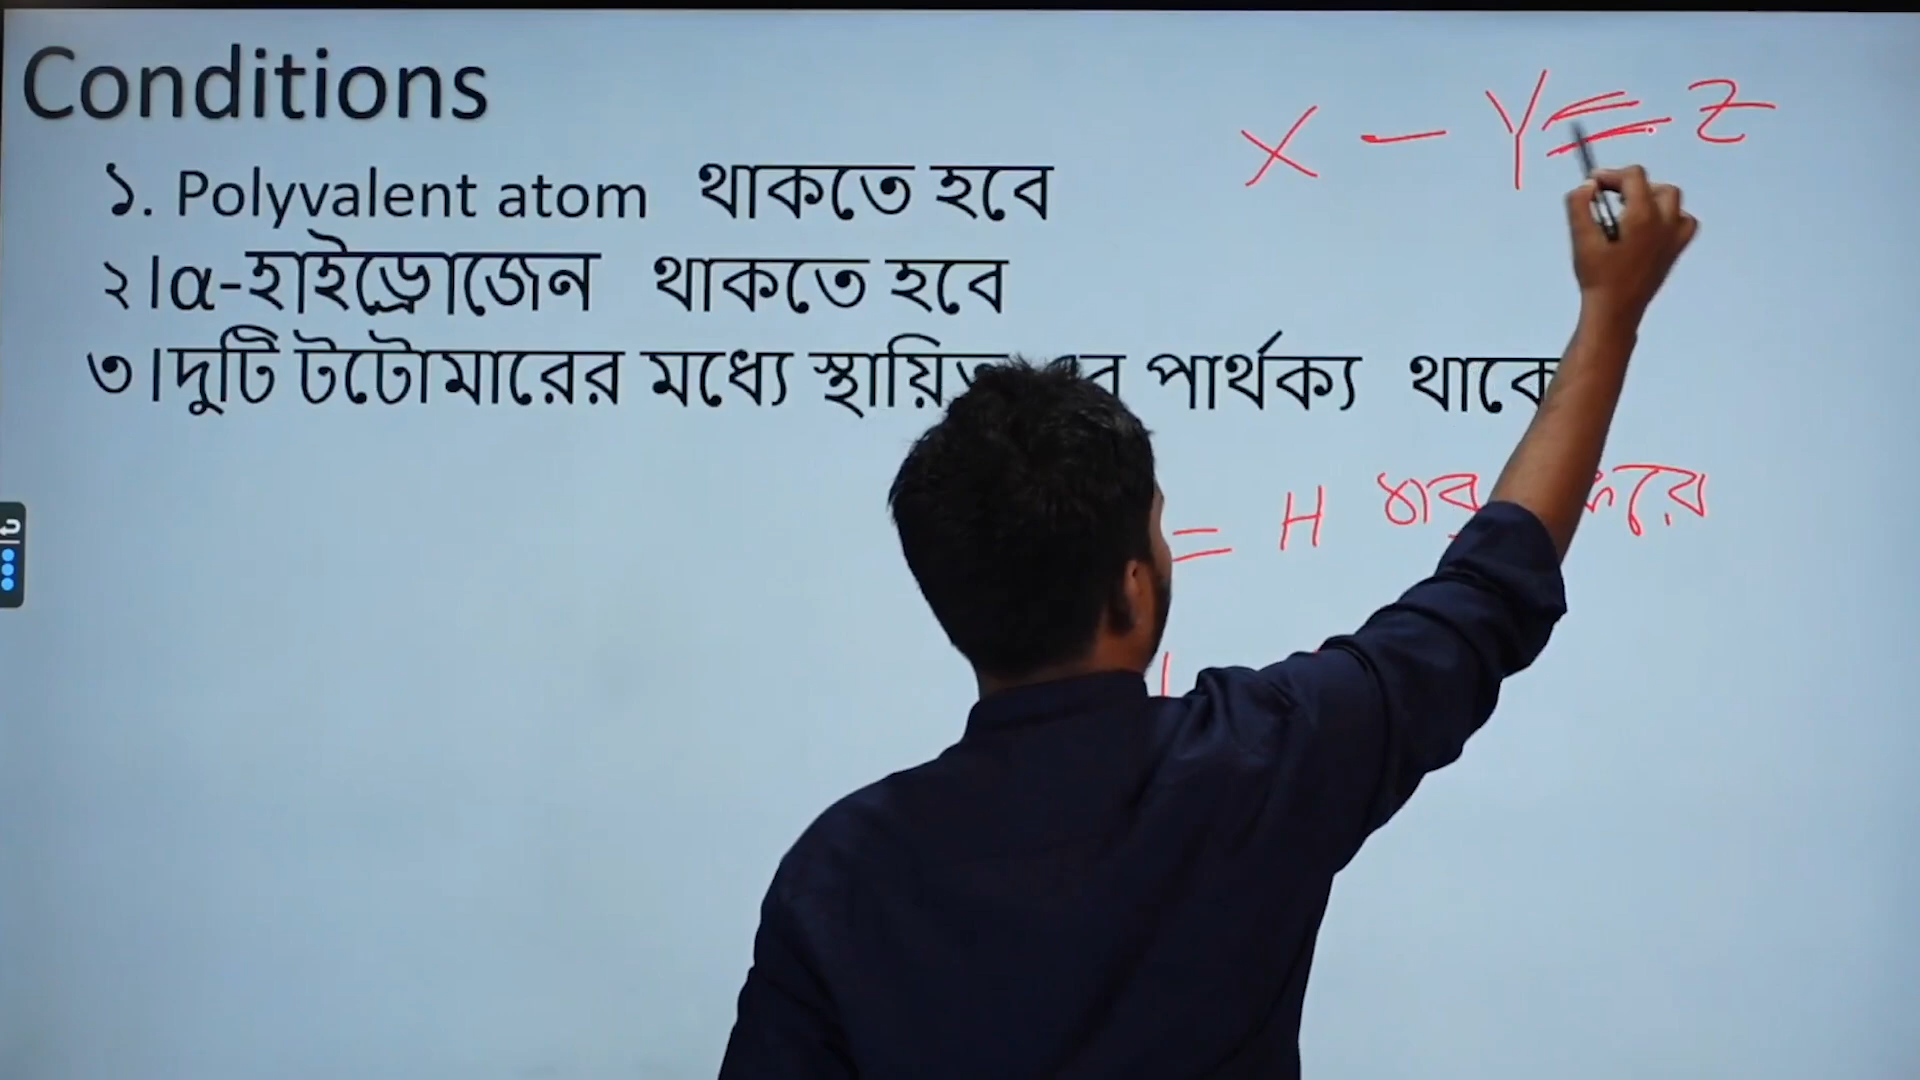 Conditions
X - Y = Z
১. Polyvalent atom থাকতে হবে
২।α-হাইড্রোজেন থাকতে হবে
৩।দুটি টটোমারের মধ্যে পার্থক্য থাকে
= H